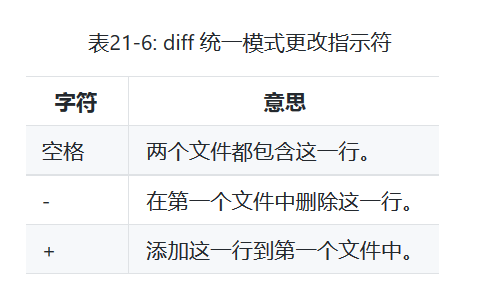 表21-6: diff 统一模式更改指示符
字符 意思
空格 两个文件都包含这一行。
- 在第一个文件中删除这一行。
+ 添加这一行到第一个文件中。